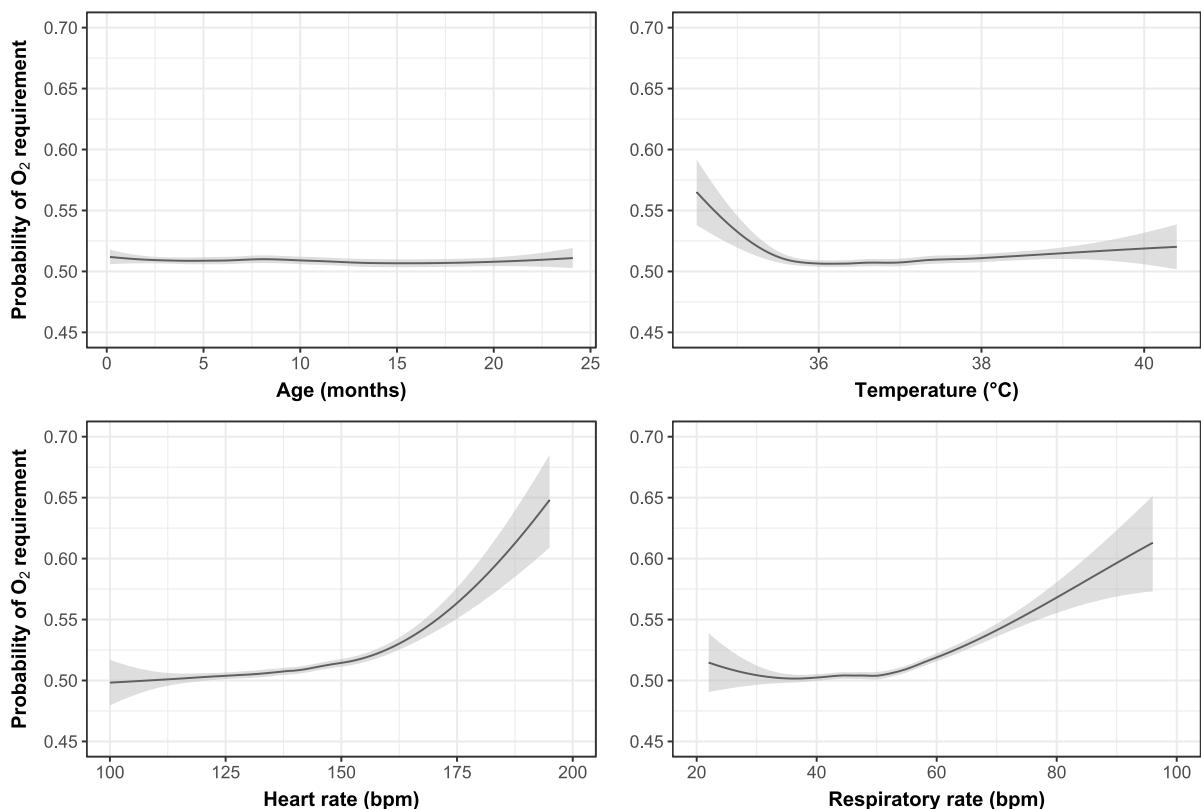 Probability of O₂ requirement
0.70
0.65
0.60
0.55
0.50
0.45
0 5 10 15 20 25
Age (months)
0.70
0.65
0.60
0.55
0.50
0.45
36 38 40
Temperature (°C)
Probability of O₂ requirement
0.70
0.65
0.60
0.55
0.50
0.45
100 125 150 175 200
Heart rate (bpm)
0.70
0.65
0.60
0.55
0.50
0.45
20 40 60 80 100
Respiratory rate (bpm)